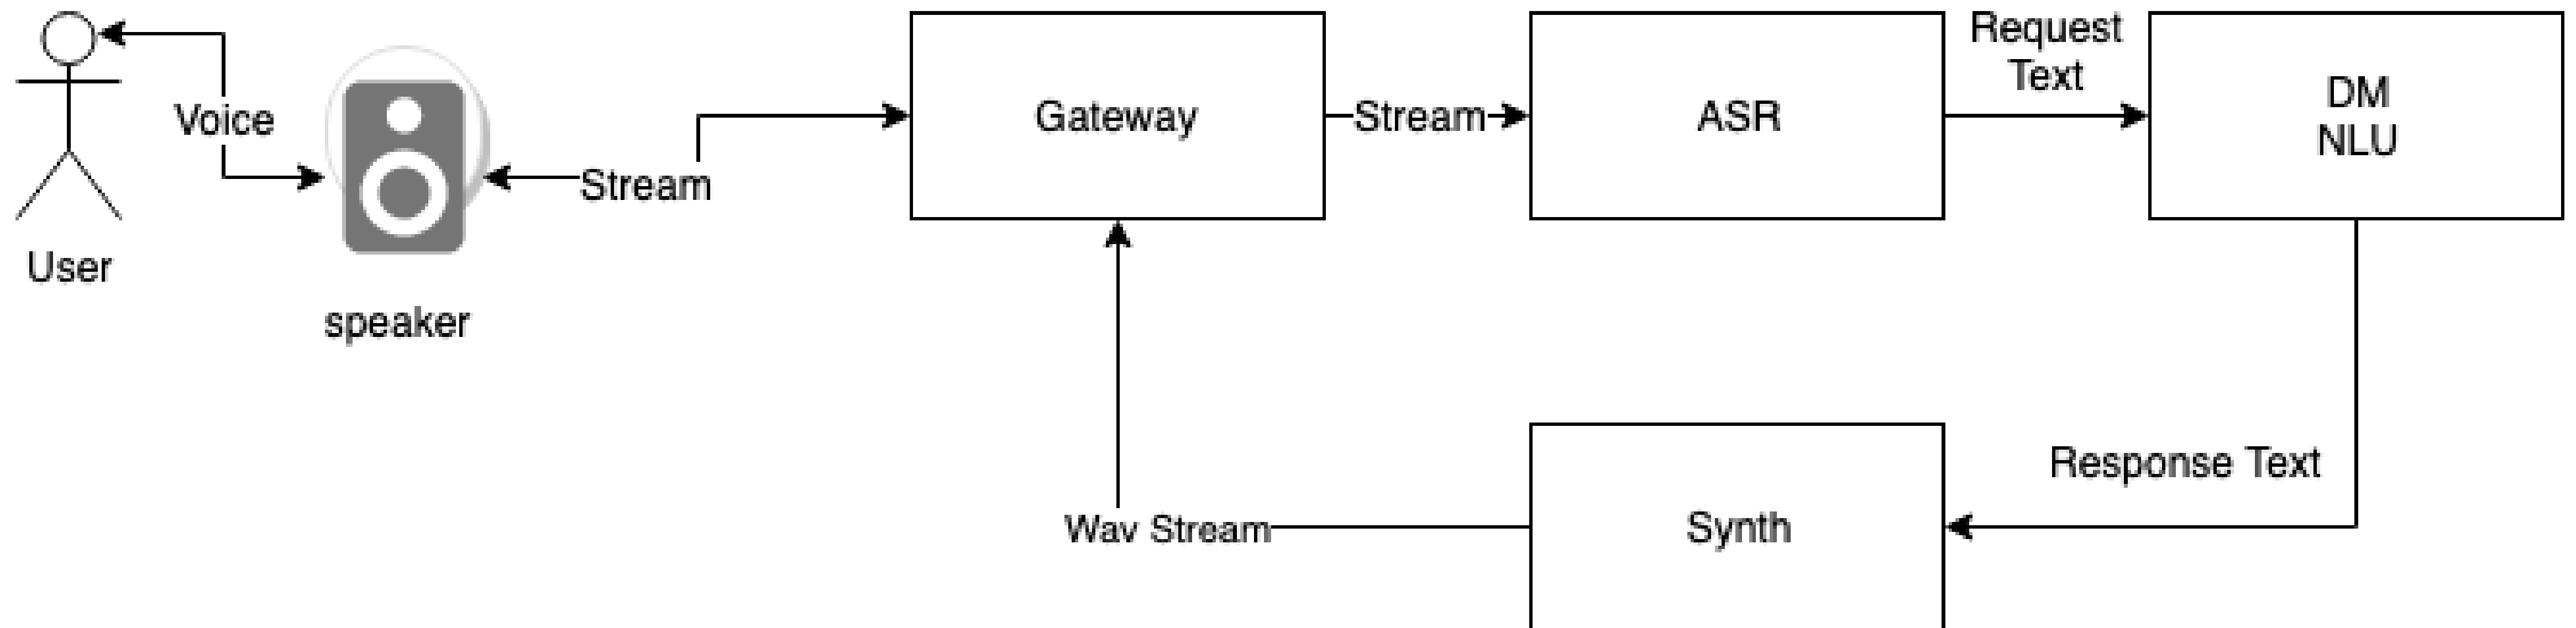 Request
Text
Voice
Gateway
Stream
ASR
DM
NLU
Stream
User
speaker
Response Text
Wav Stream
Synth